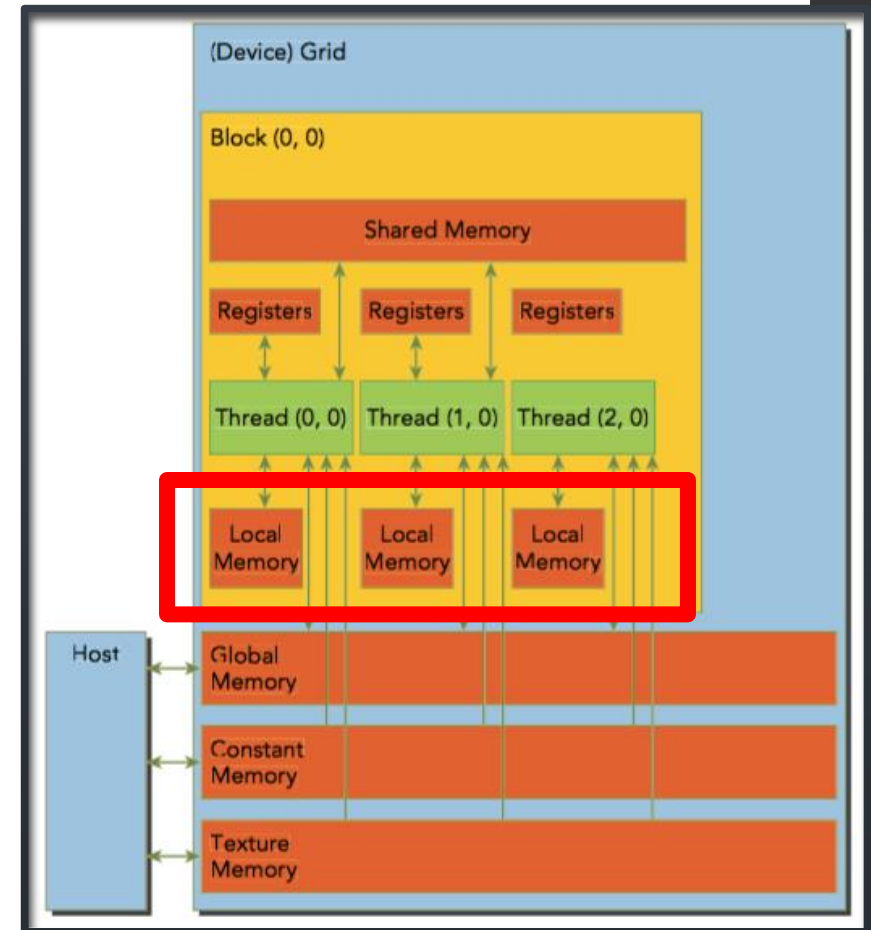 (Device) Grid
Block (0, 0)
Shared Memory
Registers Registers Registers
Thread (0, 0) Thread (1, 0) Thread (2, 0)
Local Local Local
Memory Memory Memory
Host
Global
Memory
Constant
Memory
Texture
Memory